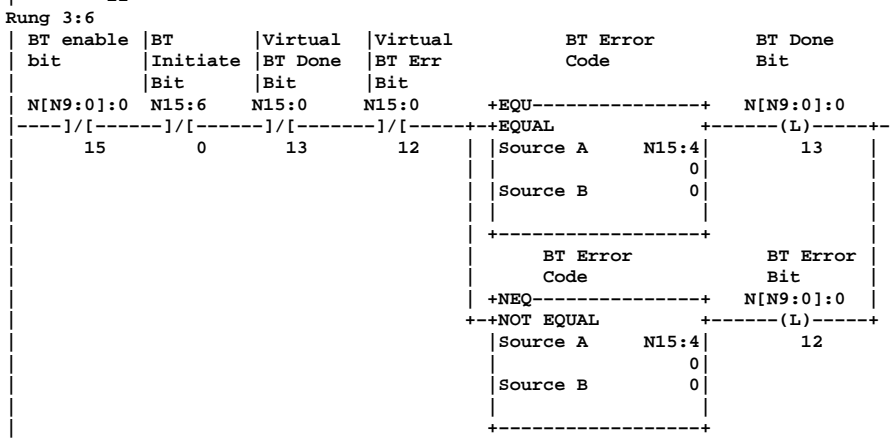 Rung 3:6
| BT enable |BT       |Virtual  |Virtual          BT Error         BT Done
| bit       |Initiate |BT Done  |BT Err           Code             Bit
|           |Bit      |Bit      |Bit
| N[N9:0]:0  N15:6    N15:0     N15:0     +EQU---------------+  N[N9:0]:0
|----]/[------]/[------]/[-------]/[-----+-+EQUAL             +------(L)-----+-
|     15        0       13        12     | |Source A     N15:4|      13      |
|                                        | |                 0|              |
|                                        | |Source B         0|              |
|                                        | |                  |              |
|                                        | +------------------+              |
|                                        |     BT Error            BT Error |
|                                        |     Code                Bit      |
|                                        | +NEQ---------------+  N[N9:0]:0  |
|                                        +-+NOT EQUAL         +------(L)-----+
|                                          |Source A     N15:4|      12
|                                          |                 0|
|                                          |Source B         0|
|                                          |                  |
|                                          +------------------+